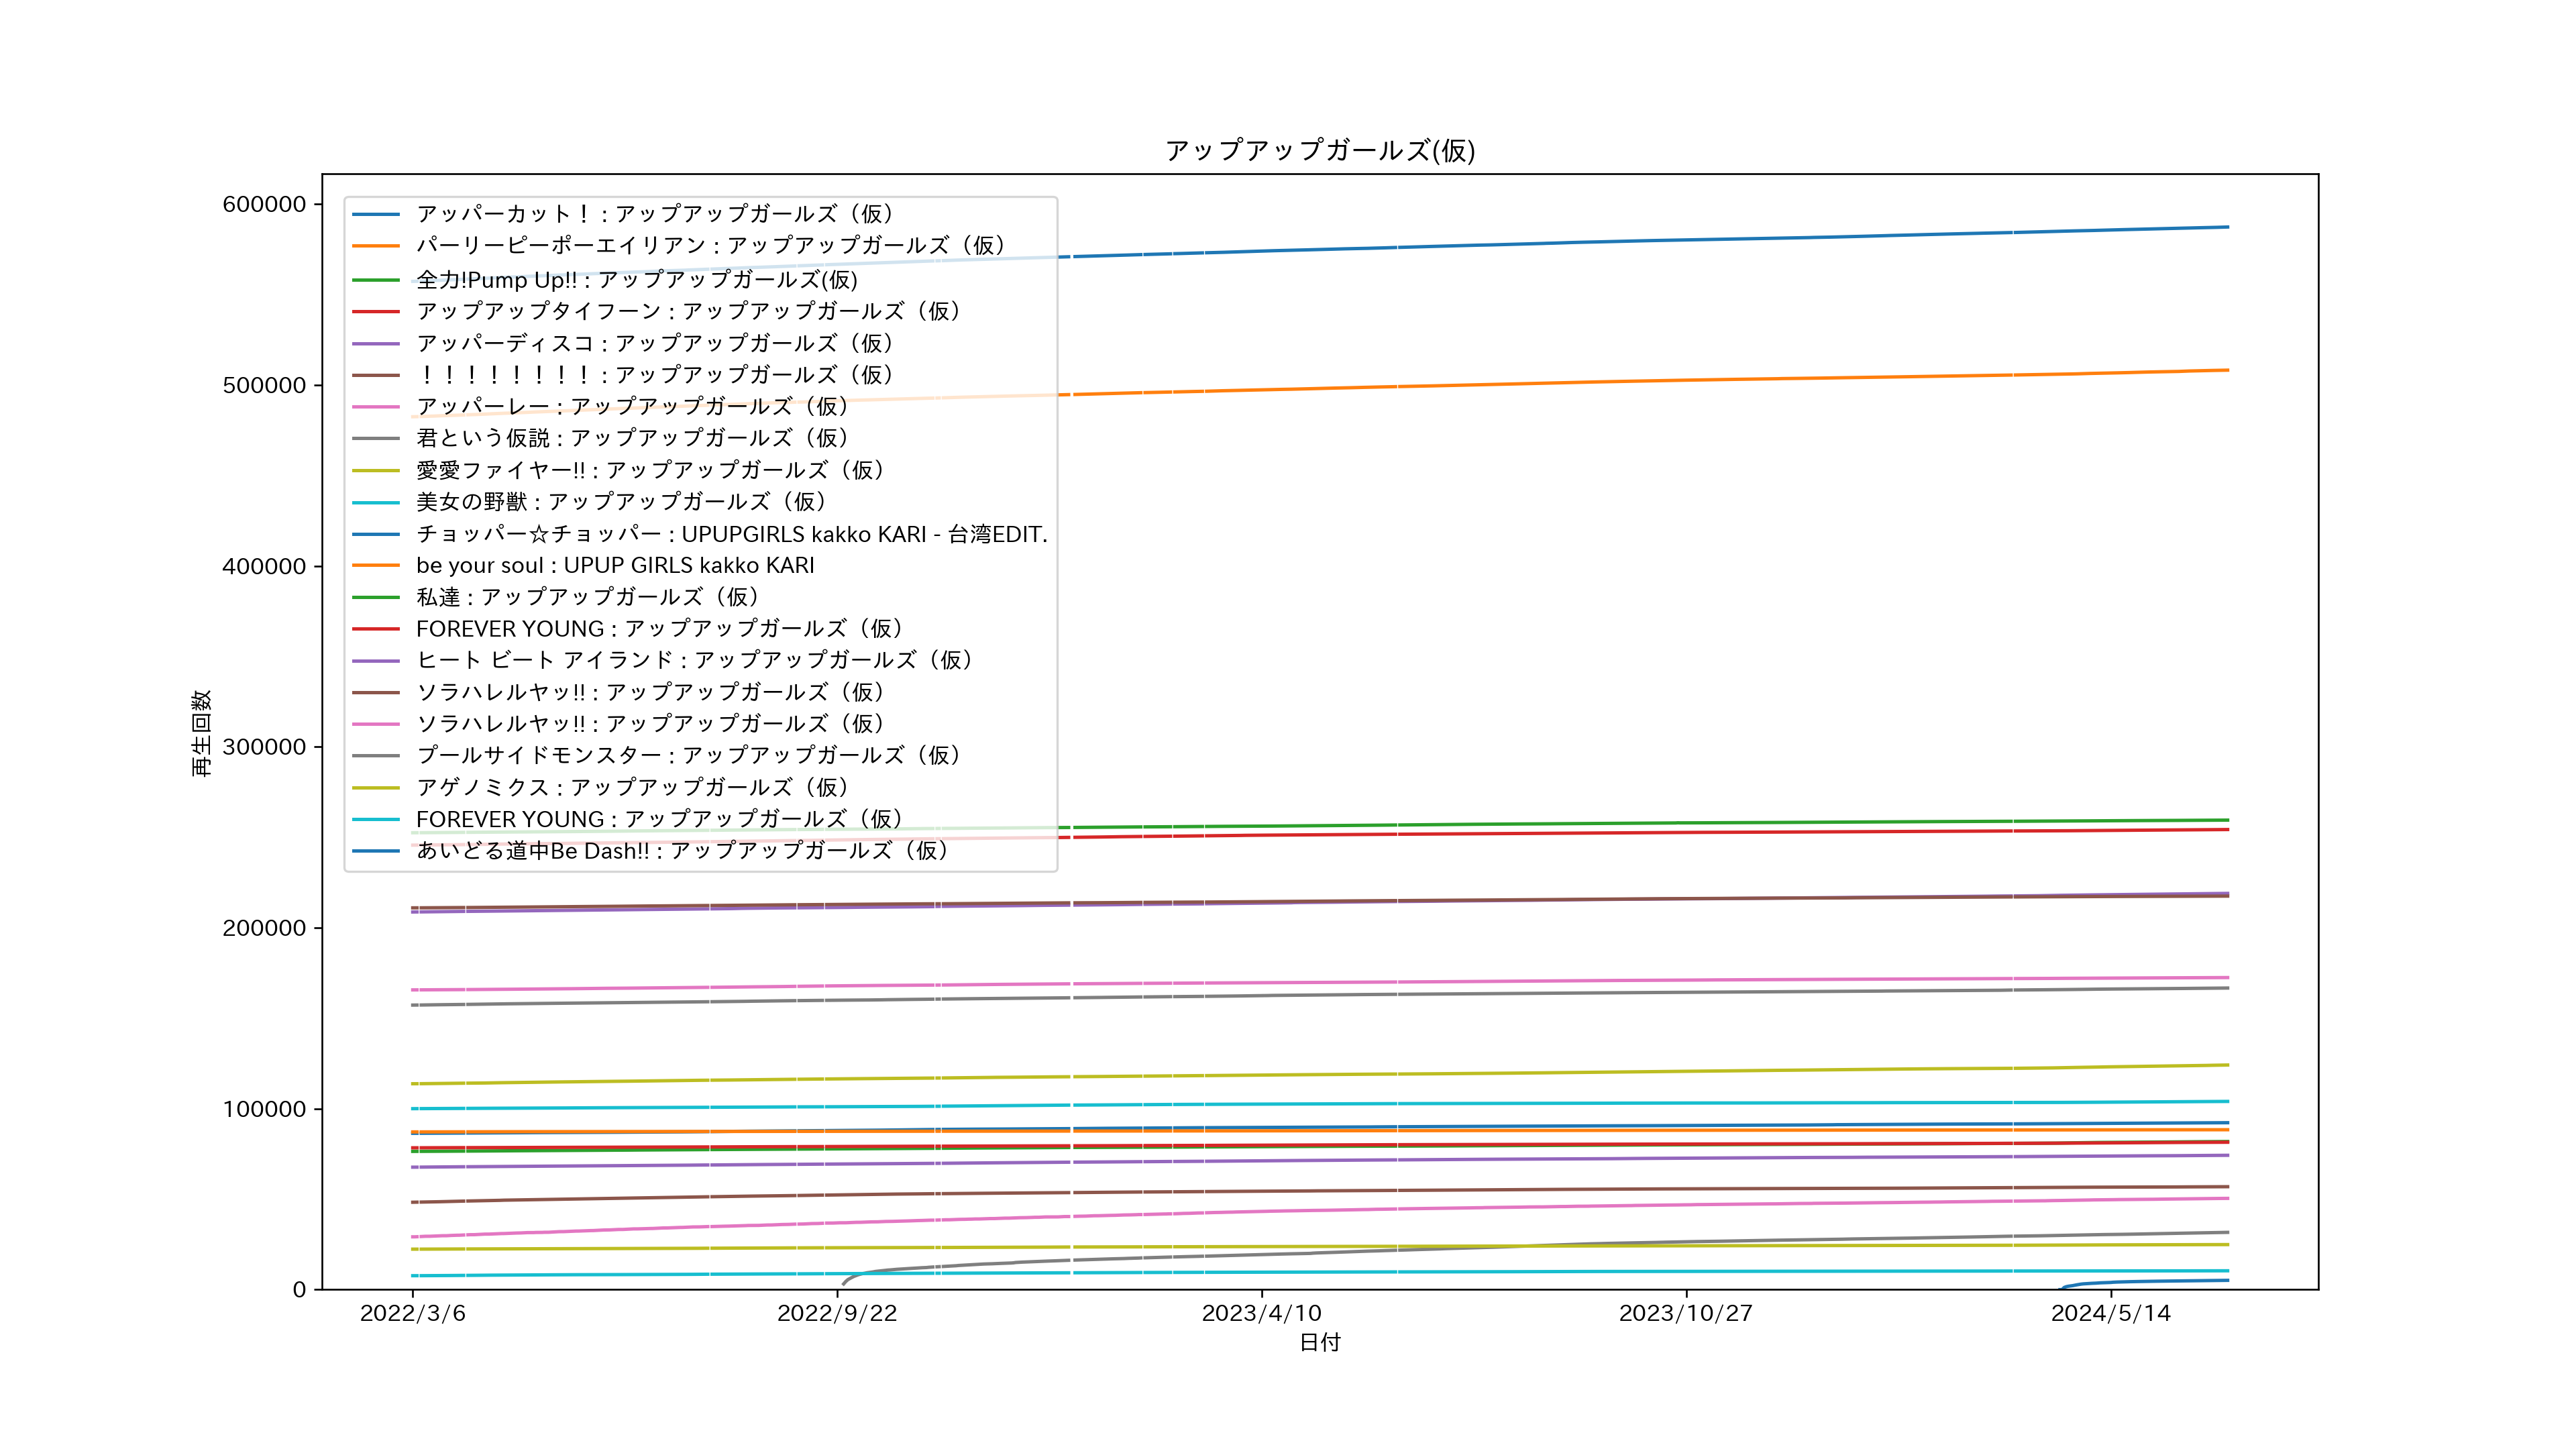 アップアップガールズ(仮)
600000
500000
400000
300000
200000
100000
0
再生回数
アッパーカット！ : アップアップガールズ（仮）
パーリーピーポーエイリアン : アップアップガールズ（仮）
全力!Pump Up!! : アップアップガールズ(仮)
アップアップタイフーン : アップアップガールズ（仮）
アッパーディスコ : アップアップガールズ（仮）
！！！！！！！！ : アップアップガールズ（仮）
アッパーレー : アップアップガールズ（仮）
君という仮説 : アップアップガールズ（仮）
愛愛ファイヤー!! : アップアップガールズ（仮）
美女の野獣 : アップアップガールズ（仮）
チョッパー☆チョッパー : UPUPGIRLS kakko KARI - 台湾EDIT.
be your soul : UPUP GIRLS kakko KARI
私達 : アップアップガールズ（仮）
FOREVER YOUNG : アップアップガールズ（仮）
ヒート ビート アイランド : アップアップガールズ（仮）
ソラハレルヤッ!! : アップアップガールズ（仮）
ソラハレルヤッ!! : アップアップガールズ（仮）
プールサイドモンスター : アップアップガールズ（仮）
アゲノミクス : アップアップガールズ（仮）
FOREVER YOUNG : アップアップガールズ（仮）
あいどる道中Be Dash!! : アップアップガールズ（仮）
2022/3/6
2022/9/22
2023/4/10
2023/10/27
2024/5/14
日付